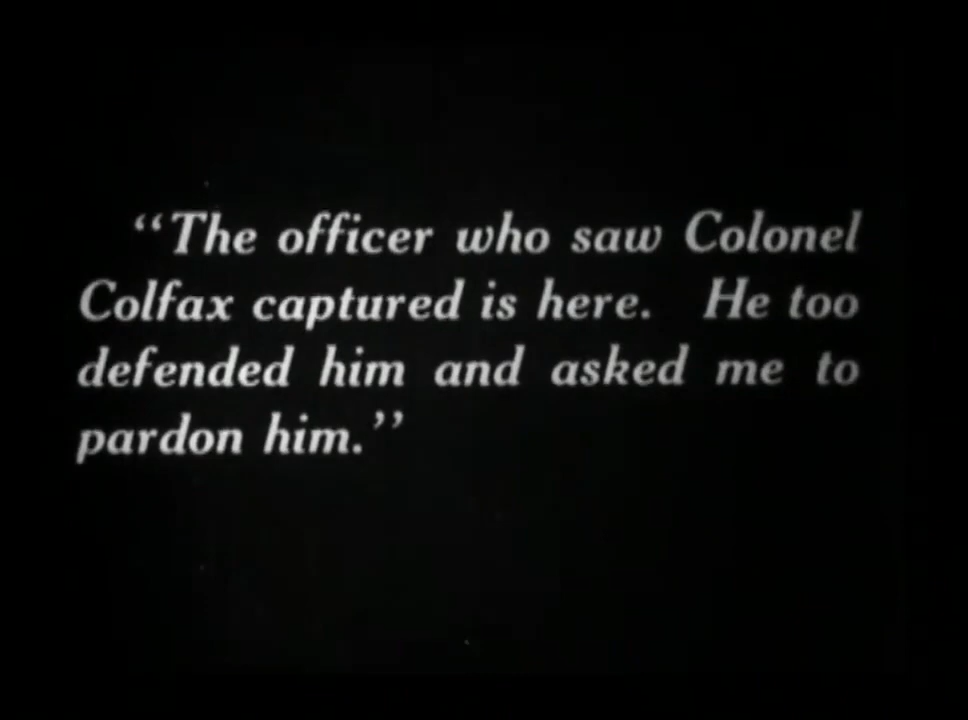 “The officer who saw Colonel
Colfax captured is here. He too
defended him and asked me to
pardon him.”